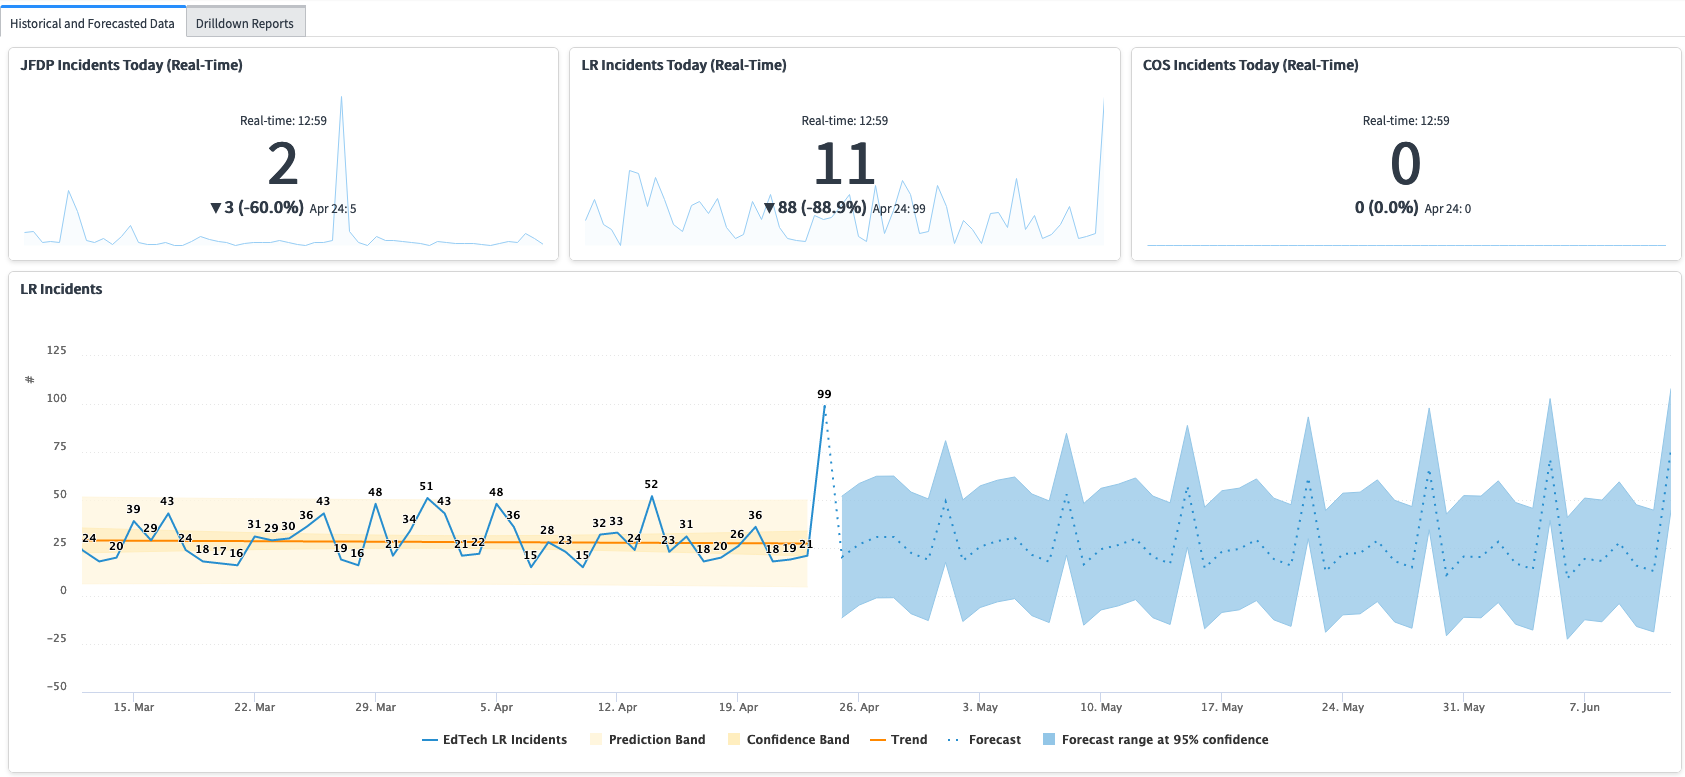 Historical and Forecasted Data
Drilldown Reports
JFDP Incidents Today (Real-Time)
Real-time: 12:59
2
▼3 (-60.0%) Apr 24: 5
LR Incidents Today (Real-Time)
Real-time: 12:59
11
▼88 (-88.9%) Apr 24: 99
COS Incidents Today (Real-Time)
Real-time: 12:59
0
0 (0.0%) Apr 24: 0
LR Incidents
#
125
100
75
50
25
0
-25
-50
24 20 39 29 43 24 18 17 16 31 29 30 36 43 19 16 48 21 34 51 43 21 22 48 36 15 28 23 15 32 33 24 52 23 31 18 20 26 36 18 19 21 99
15. Mar 22. Mar 29. Mar 5. Apr 12. Apr 19. Apr 26. Apr 3. May 10. May 17. May 24. May 31. May 7. Jun
EdTech LR Incidents Prediction Band Confidence Band Trend Forecast Forecast range at 95% confidence